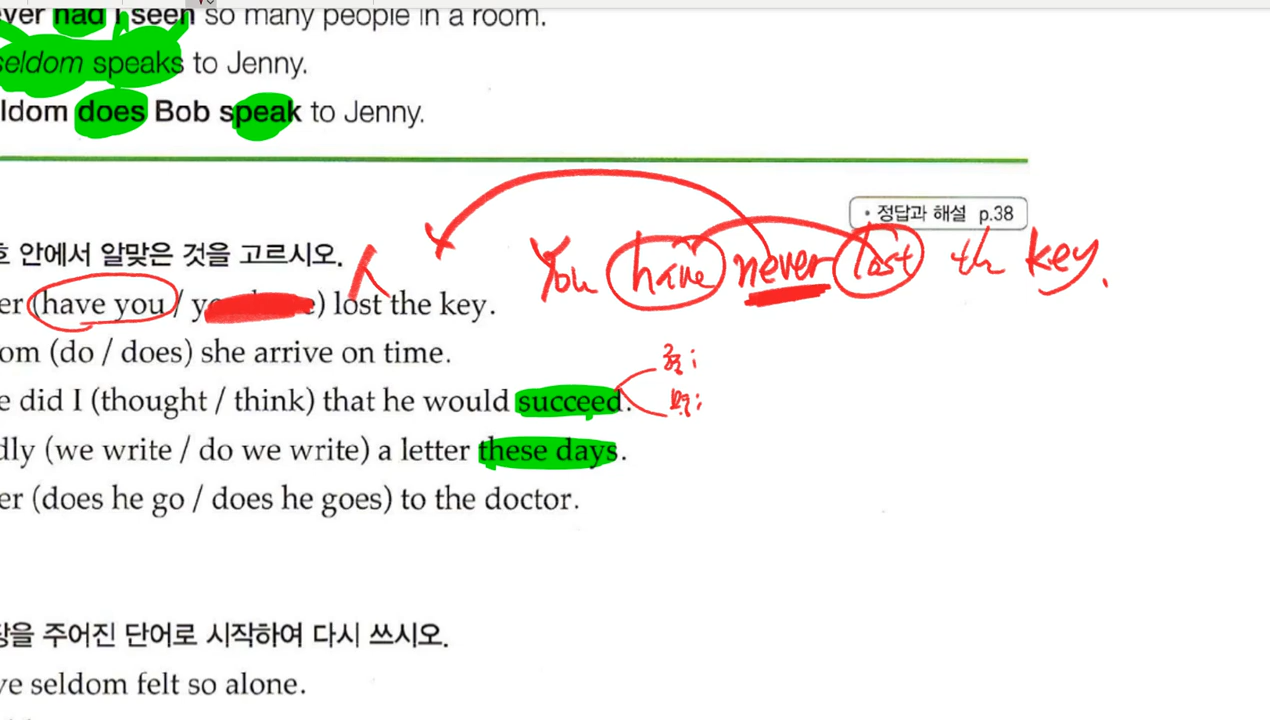 ver had I seen so many people in a room.
seldom speaks to Jenny.
ldom does Bob speak to Jenny.
• 정답과 해설 p.38
호 안에서 알맞은 것을 고르시오.
You have never lost the key.
er (have you / y e) lost the key.
om (do / does) she arrive on time.
e did I (thought / think) that he would succeed.
dly (we write / do we write) a letter these days.
er (does he go / does he goes) to the doctor.
장을 주어진 단어로 시작하여 다시 쓰시오.
ve seldom felt so alone.